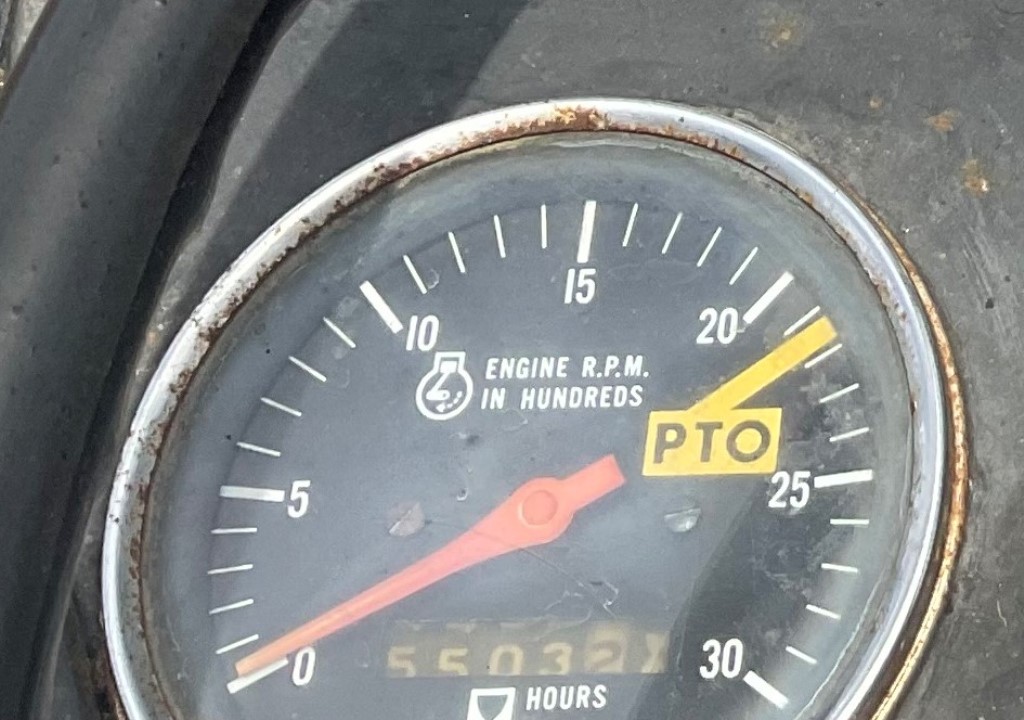 15
10
20
ENGINE R.P.M.
IN HUNDREDS
PTO
5
25
0
30
HOURS